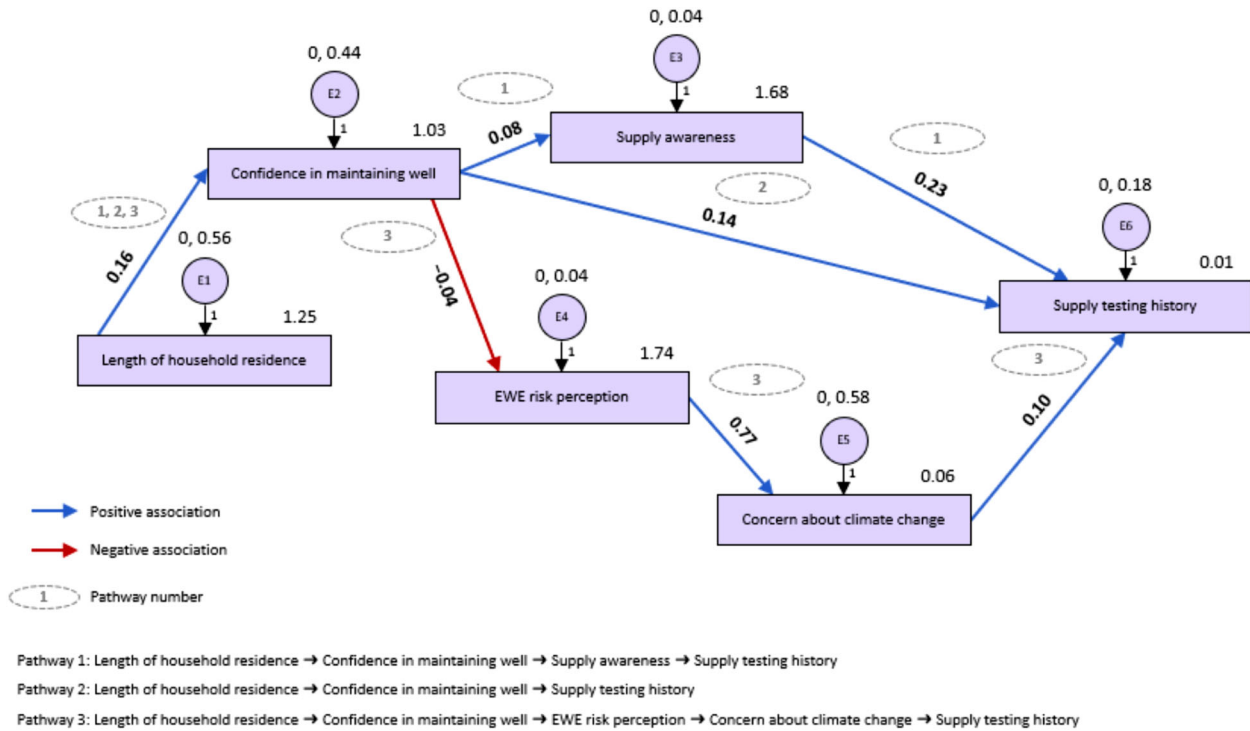 0, 0.04
0, 0.44
E3
1
1.68
E2
1
Supply awareness
1
1.03
0.08
1
Confidence in maintaining well
0.23
2
0, 0.18
1, 2, 3
3
0.14
E6
0, 0.56
1
0.01
0.16
E1
−0.04
0, 0.04
Supply testing history
1
1.25
E4
Length of household residence
1
1.74
3
3
EWE risk perception
0, 0.58
0.77
E5
0.10
1
0.06
Positive association
Concern about climate change
Negative association
1
Pathway number
Pathway 1: Length of household residence → Confidence in maintaining well → Supply awareness → Supply testing history
Pathway 2: Length of household residence → Confidence in maintaining well → Supply testing history
Pathway 3: Length of household residence → Confidence in maintaining well → EWE risk perception → Concern about climate change → Supply testing history